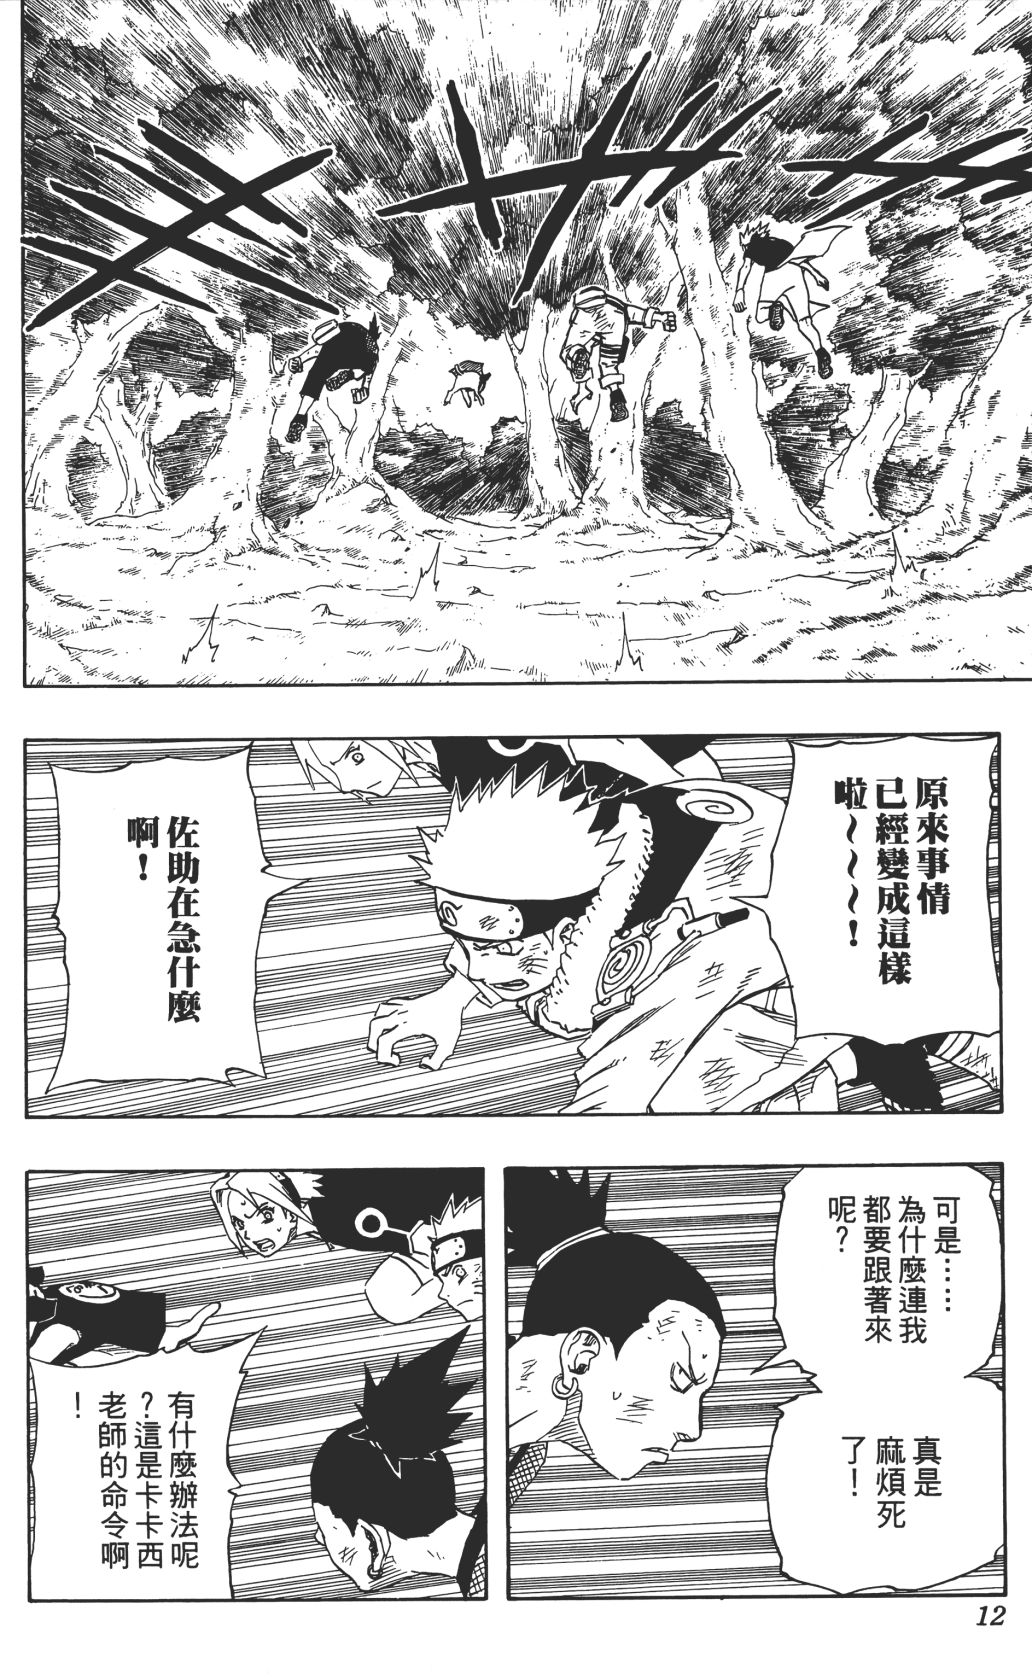 原來事情
已經變成這樣
啦~~~!
佐助在急什麼
啊!
可是……
為什麼連我
都要跟著來
呢?
真是
麻煩死
了!
有什麼辦法呢
?這是卡卡西
老師的命令啊
!
12